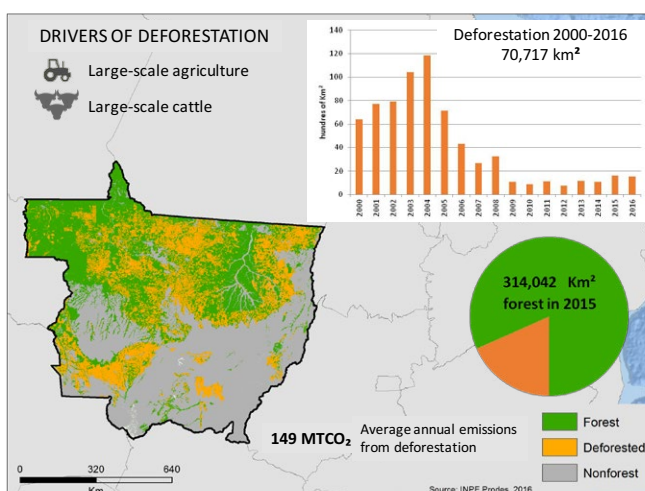 DRIVERS OF DEFORESTATION
Large-scale agriculture
Large-scale cattle
Deforestation 2000-2016
70,717 km²
hundres of Km²
140
120
100
80
60
40
20
0
2000
2001
2002
2003
2004
2005
2006
2007
2008
2009
2010
2011
2012
2013
2014
2015
2016
314,042 Km²
forest in 2015
149 MTCO₂
Average annual emissions
from deforestation
Forest
Deforested
Nonforest
0 320 640
Km
Source: INPE Prodes, 2016